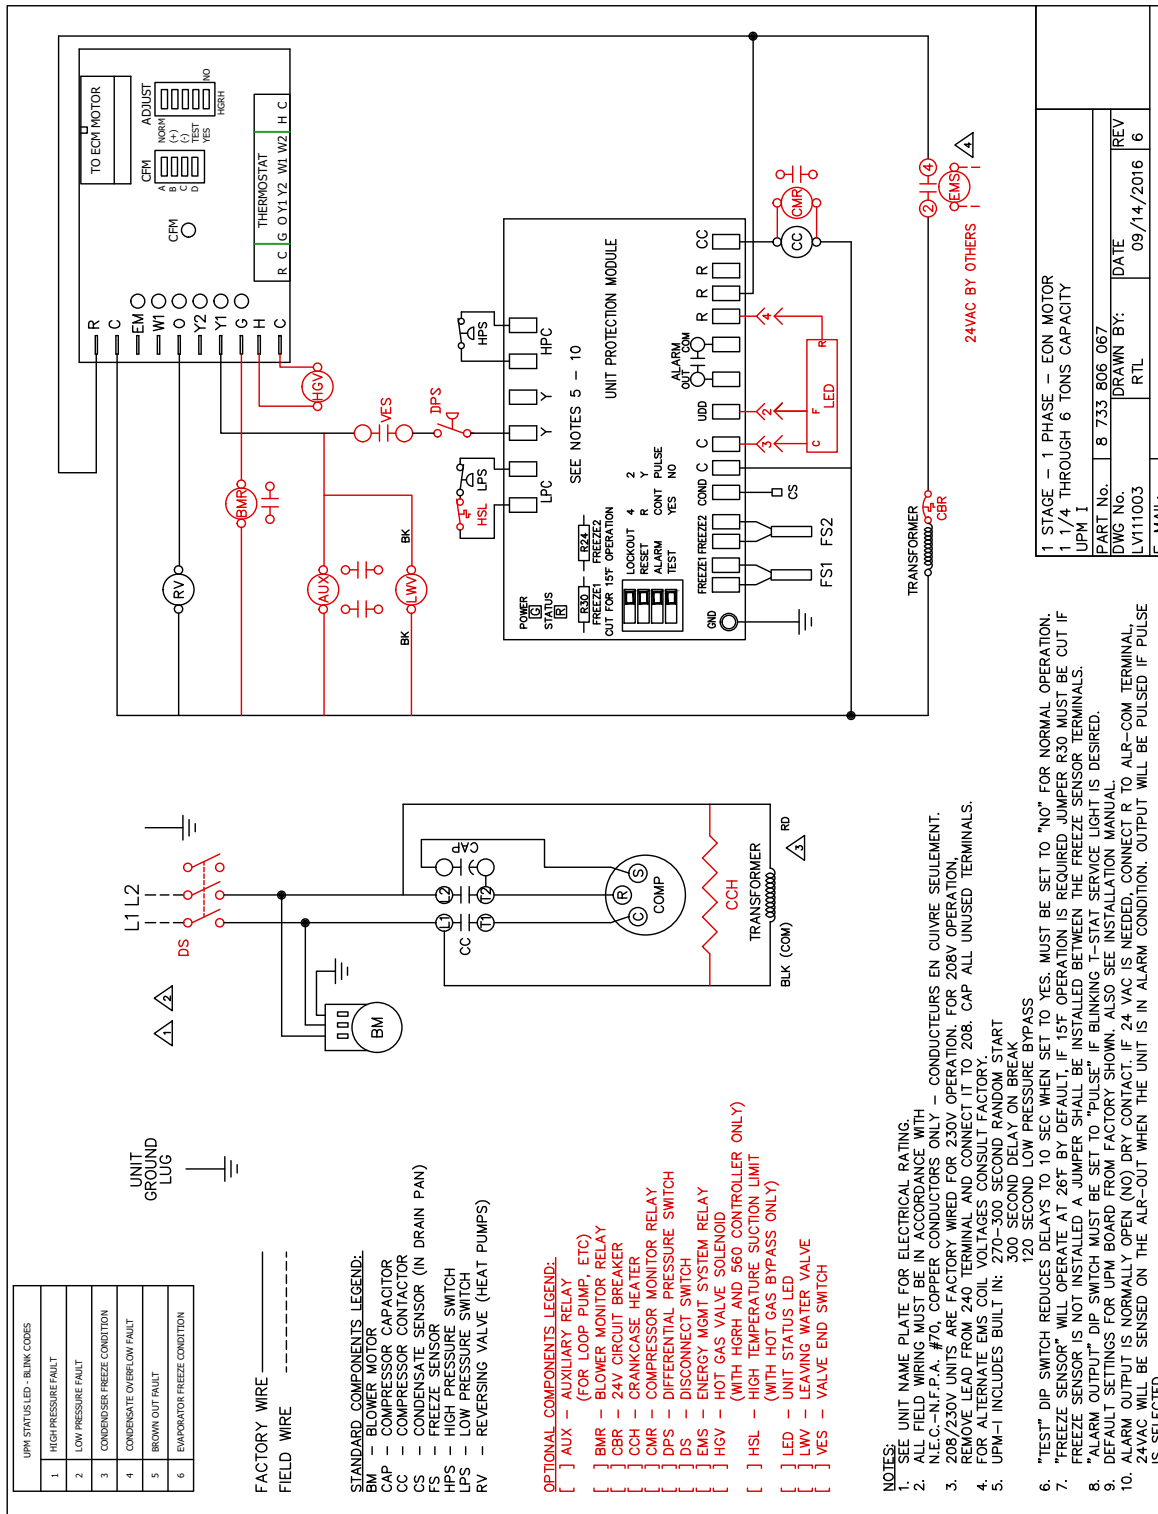 UPM STATUS LED - BLINK CODES
1 HIGH PRESSURE FAULT
2 LOW PRESSURE FAULT
3 CONDENDSER FREEZE CONDITION
4 CONDENSATE OVERFLOW FAULT
5 BROWN OUT FAULT
6 EVAPORATOR FREEZE CONDITION
FACTORY WIRE
FIELD WIRE
UNIT
GROUND
LUG
STANDARD COMPONENTS LEGEND:
BM – BLOWER MOTOR
CAP – COMPRESSOR CAPACITOR
CC – COMPRESSOR CONTACTOR
CS – CONDENSATE SENSOR (IN DRAIN PAN)
FS – FREEZE SENSOR
HPS – HIGH PRESSURE SWITCH
LPS – LOW PRESSURE SWITCH
RV – REVERSING VALVE (HEAT PUMPS)
OPTIONAL COMPONENTS LEGEND:
[ ] AUX – AUXILIARY RELAY
(FOR LOOP PUMP, ETC)
[ ] BMR – BLOWER MONITOR RELAY
[ ] CBR – 24V CIRCUIT BREAKER
[ ] CCH – CRANKCASE HEATER
[ ] CMR – COMPRESSOR MONITOR RELAY
[ ] DPS – DIFFERENTIAL PRESSURE SWITCH
[ ] DS – DISCONNECT SWITCH
[ ] EMS – ENERGY MGMT SYSTEM RELAY
[ ] HGV – HOT GAS VALVE SOLENOID
(WITH HGRH AND 560 CONTROLLER ONLY)
[ ] HSL – HIGH TEMPERATURE SUCTION LIMIT
(WITH HOT GAS BYPASS ONLY)
[ ] LED – UNIT STATUS LED
[ ] LWV – LEAVING WATER VALVE
[ ] VES – VALVE END SWITCH
NOTES:
1. SEE UNIT NAME PLATE FOR ELECTRICAL RATING.
2. ALL FIELD WIRING MUST BE IN ACCORDANCE WITH
N.E.C.–N.F.P.A. #70, COPPER CONDUCTORS ONLY – CONDUCTEURS EN CUIVRE SEULEMENT.
3. 208/230V UNITS ARE FACTORY WIRED FOR 230V OPERATION. FOR 208V OPERATION,
REMOVE LEAD FROM 240 TERMINAL AND CONNECT IT TO 208. CAP ALL UNUSED TERMINALS.
4. FOR ALTERNATE EMS COIL VOLTAGES CONSULT FACTORY.
5. UPM–I INCLUDES BUILT IN: 270–300 SECOND RANDOM START
300 SECOND DELAY ON BREAK
120 SECOND LOW PRESSURE BYPASS
6. "TEST" DIP SWITCH REDUCES DELAYS TO 10 SEC WHEN SET TO YES. MUST BE SET TO "NO" FOR NORMAL OPERATION.
7. "FREEZE SENSOR" WILL OPERATE AT 26°F BY DEFAULT, IF 15°F OPERATION IS REQUIRED JUMPER R30 MUST BE CUT IF
FREEZE SENSOR IS NOT INSTALLED A JUMPER SHALL BE INSTALLED BETWEEN THE FREEZE SENSOR TERMINALS.
8. "ALARM OUTPUT" DIP SWITCH MUST BE SET TO "PULSE" IF BLINKING T–STAT SERVICE LIGHT IS DESIRED.
9. DEFAULT SETTINGS FOR UPM BOARD FROM FACTORY SHOWN. ALSO SEE INSTALLATION MANUAL.
10. ALARM OUTPUT IS NORMALLY OPEN (NO) DRY CONTACT. IF 24 VAC IS NEEDED, CONNECT R TO ALR–COM TERMINAL,
24VAC WILL BE SENSED ON THE ALR–OUT WHEN THE UNIT IS IN ALARM CONDITION. OUTPUT WILL BE PULSED IF PULSE
IS SELECTED
L1 L2
DS
1
2
BM
L1
L2
CC
T1
T2
CAP
C
R
S
COMP
CCH
TRANSFORMER
BLK (COM)
RD
3
TO ECM MOTOR
ADJUST
NORM
(+)
(-)
TEST
YES
NO
HGRH
CFM
A
B
C
D
CFM
THERMOSTAT
R C G O Y1 Y2 W1 W2 H C
R
C
EM
W1
O
Y2
Y1
G
H
C
RV
BMR
HGV
AUX
LWV
BK
BK
VES
DPS
HPS
LPS
HSL
LPC
Y
Y
HPC
SEE NOTES 5 – 10
UNIT PROTECTION MODULE
POWER
G
STATUS
R
R30
R24
FREEZE1
FREEZE2
CUT FOR 15°F OPERATION
LOCKOUT 4 2
RESET R Y
ALARM CONT PULSE
TEST YES NO
GND
FREEZE1
FREEZE2
COND
C
C
UDD
ALARM
OUT
COM
R
R
R
CC
FS1
FS2
CS
3
2
4
C
F
R
LED
CC
CMR
TRANSFORMER
CBR
2
4
EMS
4
24VAC BY OTHERS
1 STAGE – 1 PHASE – EON MOTOR
1 1/4 THROUGH 6 TONS CAPACITY
UPM I
PART No. 8 733 806 067
DWG No. DRAWN BY: DATE REV
LV111003 RTL 09/14/2016 6